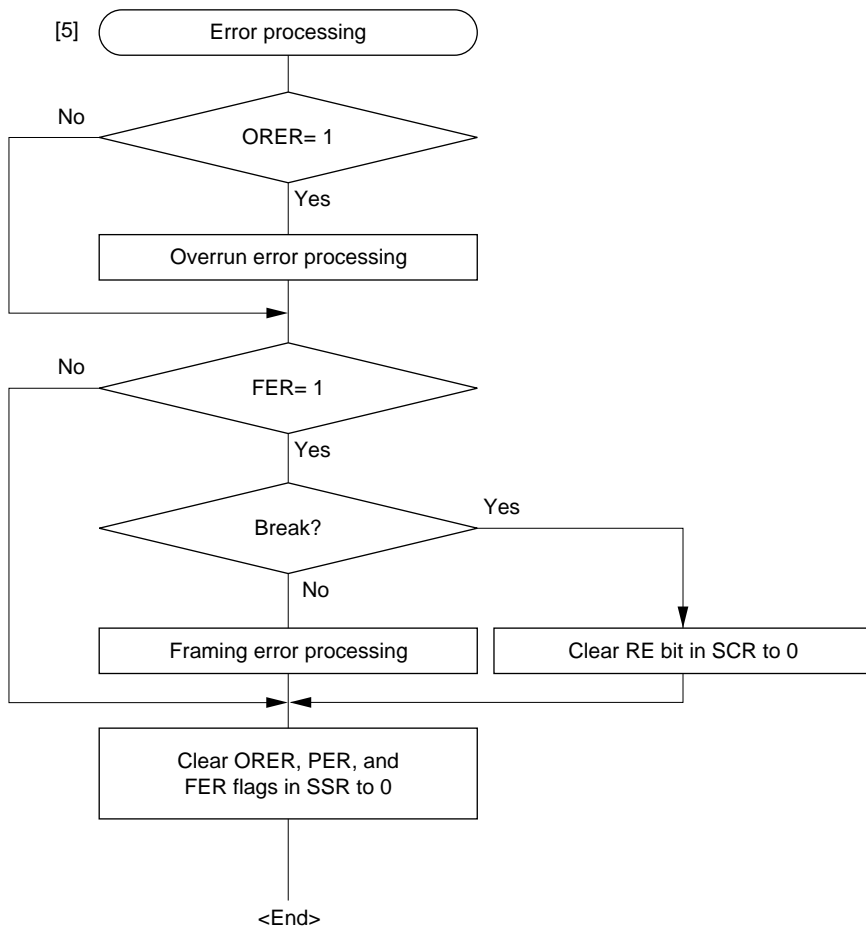 [5]
Error processing
No
ORER= 1
Yes
Overrun error processing
No
FER= 1
Yes
Break?
Yes
No
Framing error processing
Clear RE bit in SCR to 0
Clear ORER, PER, and
FER flags in SSR to 0
<End>